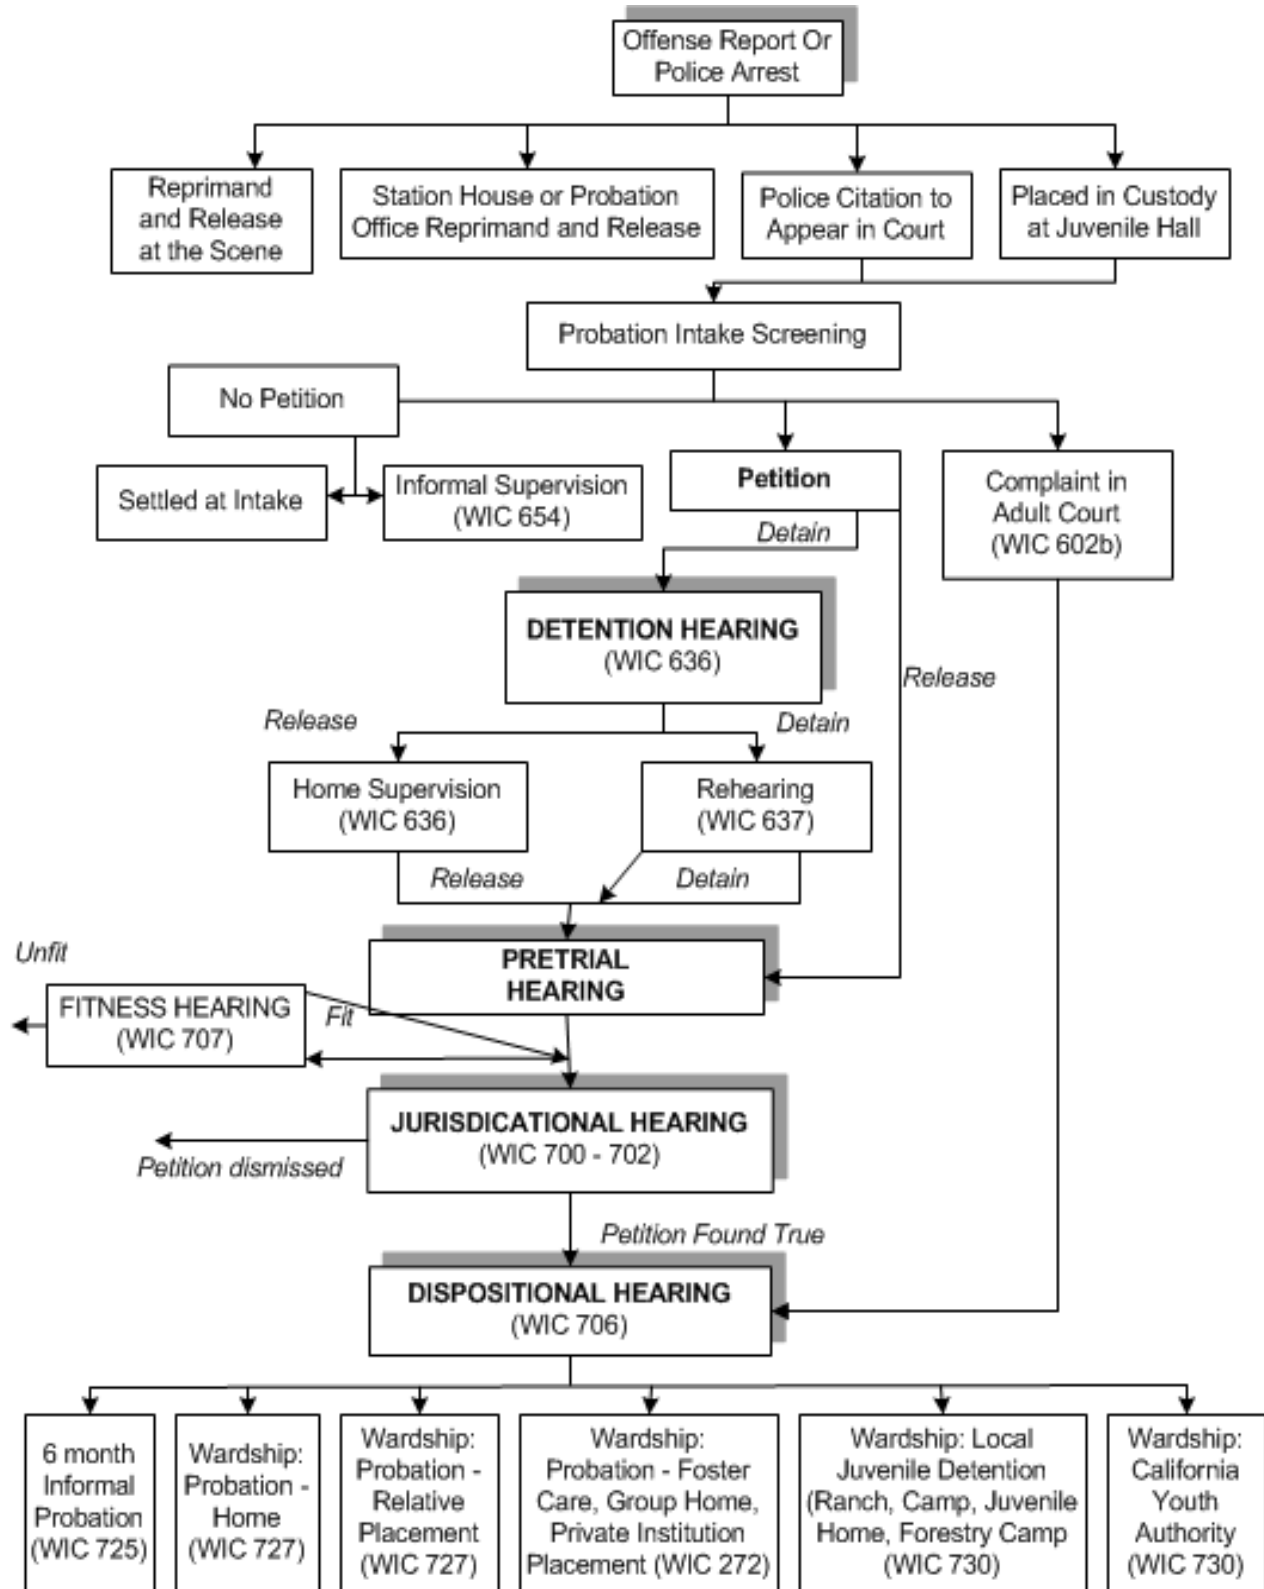 Offense Report Or
Police Arrest
Reprimand
and Release
at the Scene
Station House or Probation
Office Reprimand and Release
Police Citation to
Appear in Court
Placed in Custody
at Juvenile Hall
Probation Intake Screening
No Petition
Settled at Intake
Informal Supervision
(WIC 654)
Petition
Complaint in
Adult Court
(WIC 602b)
Detain
DETENTION HEARING
(WIC 636)
Release
Release
Detain
Home Supervision
(WIC 636)
Rehearing
(WIC 637)
Release
Detain
PRETRIAL
HEARING
Unfit
FITNESS HEARING
(WIC 707)
Fit
JURISDICATIONAL HEARING
(WIC 700 - 702)
Petition dismissed
Petition Found True
DISPOSITIONAL HEARING
(WIC 706)
6 month
Informal
Probation
(WIC 725)
Wardship:
Probation -
Home
(WIC 727)
Wardship:
Probation -
Relative
Placement
(WIC 727)
Wardship:
Probation - Foster
Care, Group Home,
Private Institution
Placement (WIC 272)
Wardship: Local
Juvenile Detention
(Ranch, Camp, Juvenile
Home, Forestry Camp
(WIC 730)
Wardship:
California
Youth
Authority
(WIC 730)